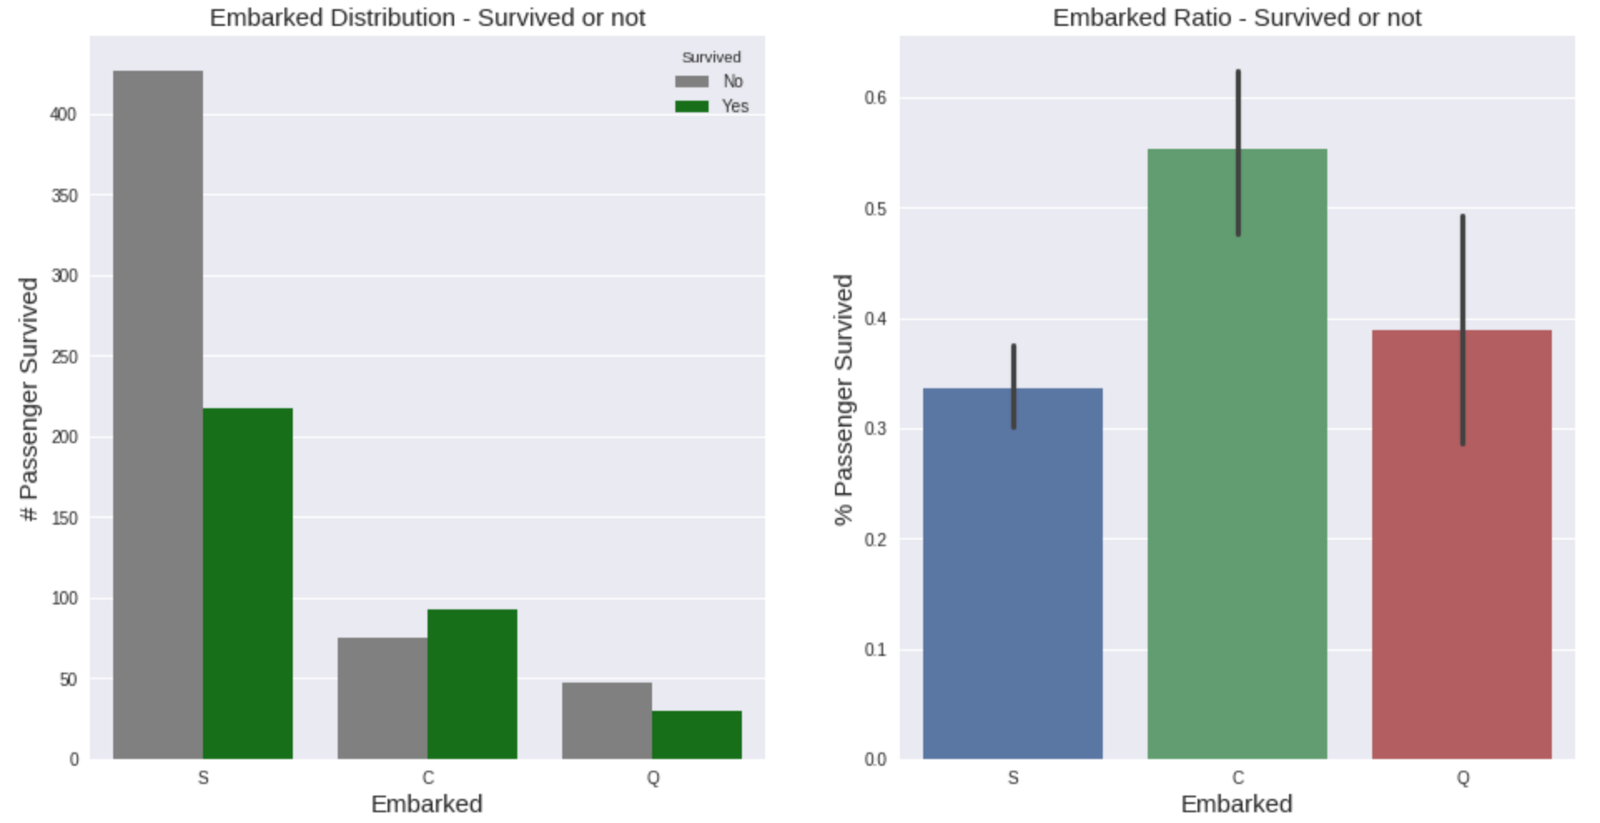 Embarked Distribution - Survived or not
Survived
No
Yes
# Passenger Survived
400
350
300
250
200
150
100
50
0
S
C
Q
Embarked
Embarked Ratio - Survived or not
% Passenger Survived
0.6
0.5
0.4
0.3
0.2
0.1
0.0
S
C
Q
Embarked